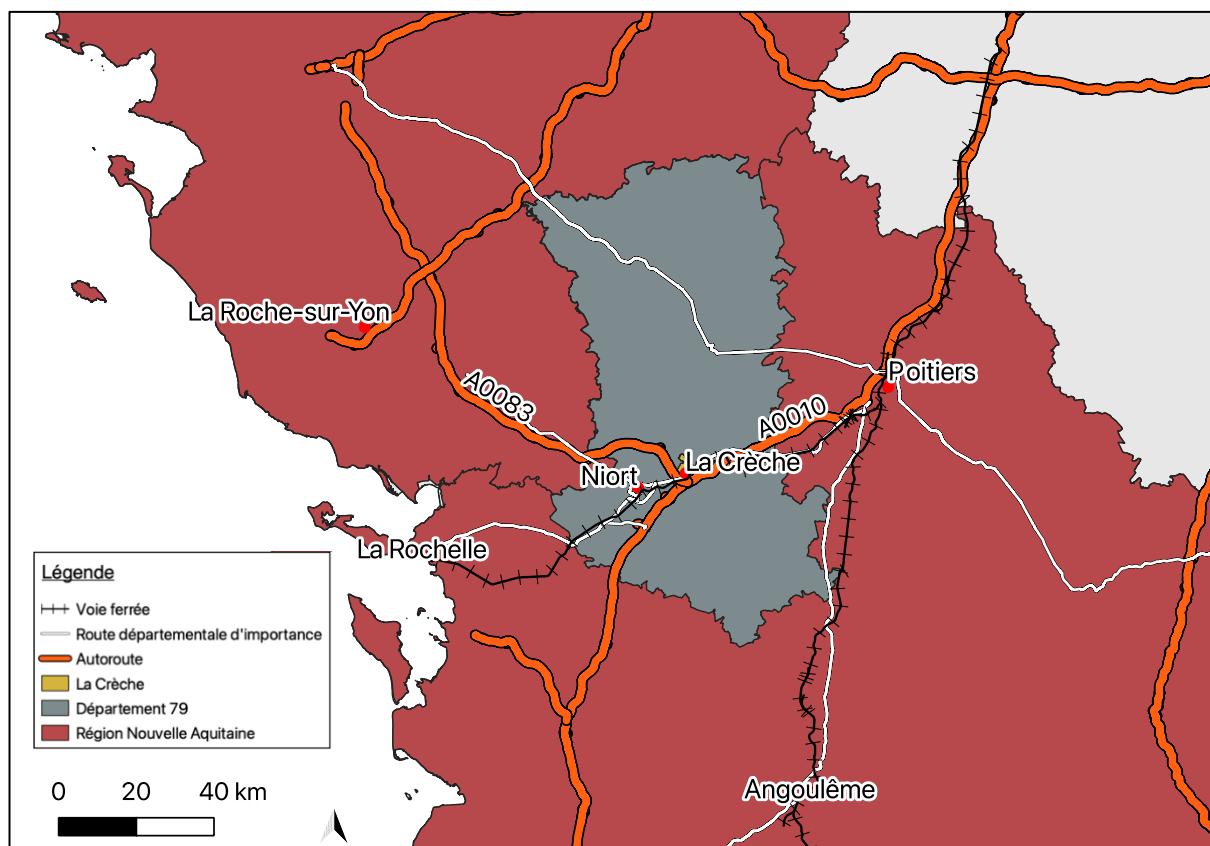 La Roche-sur-Yon
Poitiers
A0083
A0010
La Crèche
Niort
La Rochelle
Légende
Voie ferrée
Route départementale d'importance
Autoroute
La Crèche
Département 79
Région Nouvelle Aquitaine
0 20 40 km
Angoulême